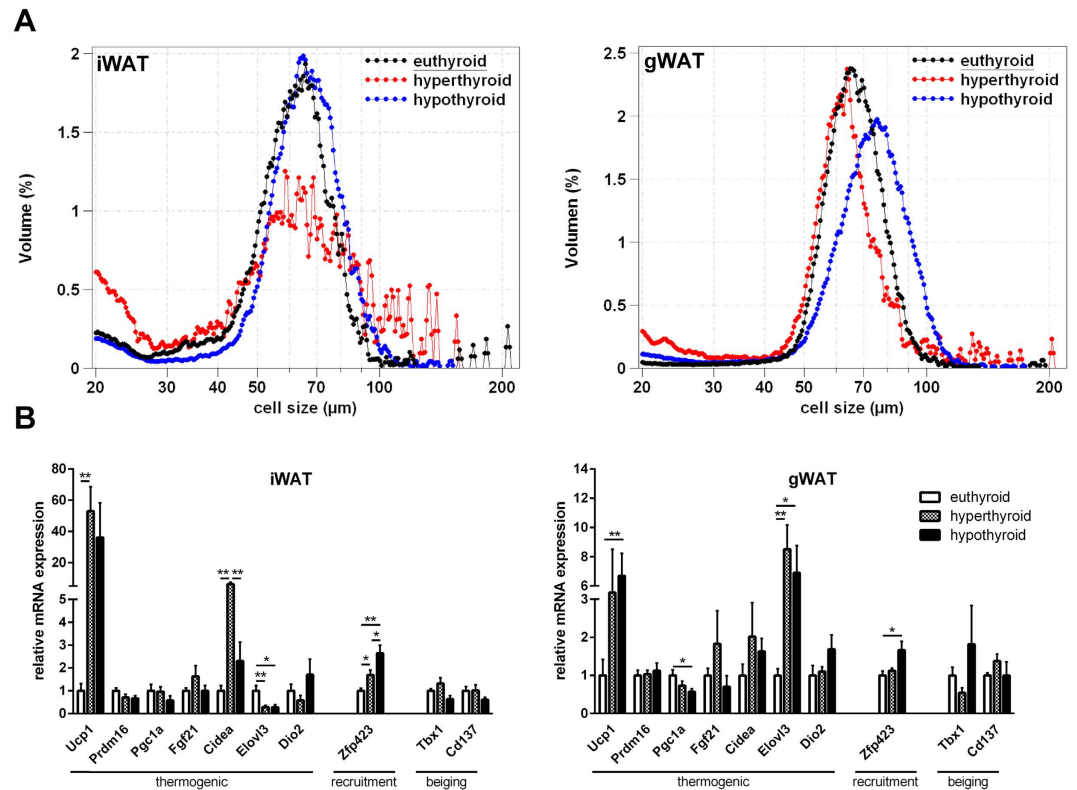 A
iWAT
euthyroid
hyperthyroid
hypothyroid
Volume (%)
2
1.5
1
0.5
0
20 30 50 70 100 200
cell size (µm)
gWAT
euthyroid
hyperthyroid
hypothyroid
Volumen (%)
2.5
2
1.5
1
0.5
0
20 30 40 50 70 100 200
cell size (µm)
B
iWAT
relative mRNA expression
80
60
40
20
5
4
3
2
1
0
** ** ** ** * * ** *
Ucp1 Prdm16 Pgc1a Fgf21 Cidea Elovl3 Dio2 Zfp423 Tbx1 Cd137
thermogenic recruitment beiging
gWAT
euthyroid
hyperthyroid
hypothyroid
relative mRNA expression
14
12
10
8
6
4
2
1
0
** * ** * *
Ucp1 Prdm16 Pgc1a Fgf21 Cidea Elovl3 Dio2 Zfp423 Tbx1 Cd137
thermogenic recruitment beiging